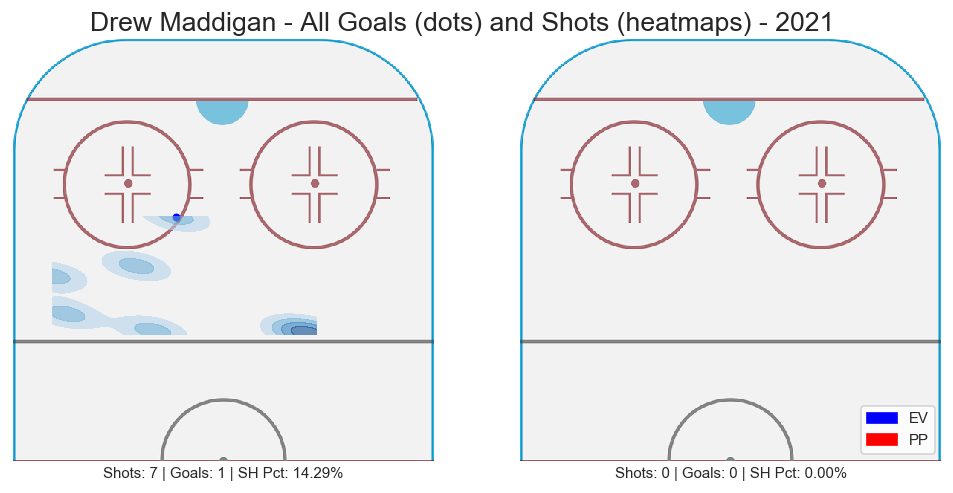 Drew Maddigan - All Goals (dots) and Shots (heatmaps) - 2021
EV
PP
Shots: 7 | Goals: 1 | SH Pct: 14.29%
Shots: 0 | Goals: 0 | SH Pct: 0.00%